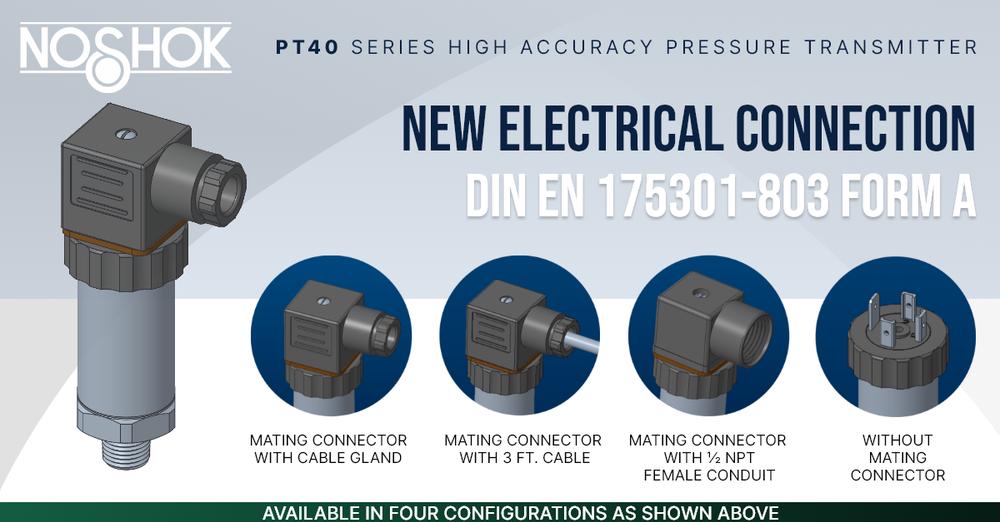 NOSHOK
PT40 SERIES HIGH ACCURACY PRESSURE TRANSMITTER
NEW ELECTRICAL CONNECTION
DIN EN 175301-803 FORM A
MATING CONNECTOR
WITH CABLE GLAND
MATING CONNECTOR
WITH 3 FT. CABLE
MATING CONNECTOR
WITH ½ NPT
FEMALE CONDUIT
WITHOUT
MATING
CONNECTOR
AVAILABLE IN FOUR CONFIGURATIONS AS SHOWN ABOVE